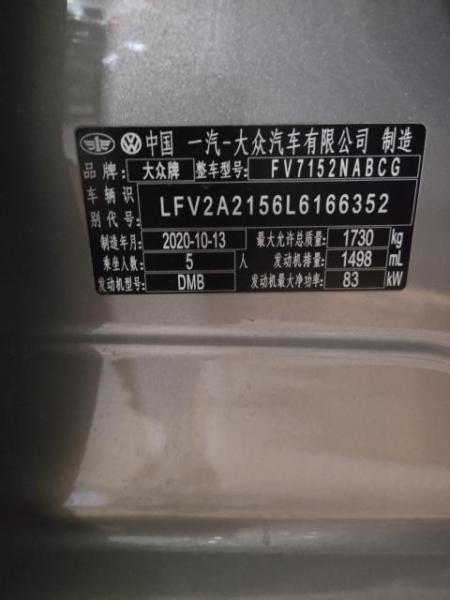 中国 一汽-大众汽车有限公司 制造
品牌: 大众牌 整车型号: FV7152NABCG
车辆识别代号: LFV2A2156L6166352
制造年月: 2020-10-13 最大允许总质量: 1730 kg
乘坐人数: 5 人 发动机排量: 1498 mL
发动机型号: DMB 发动机最大净功率: 83 kW